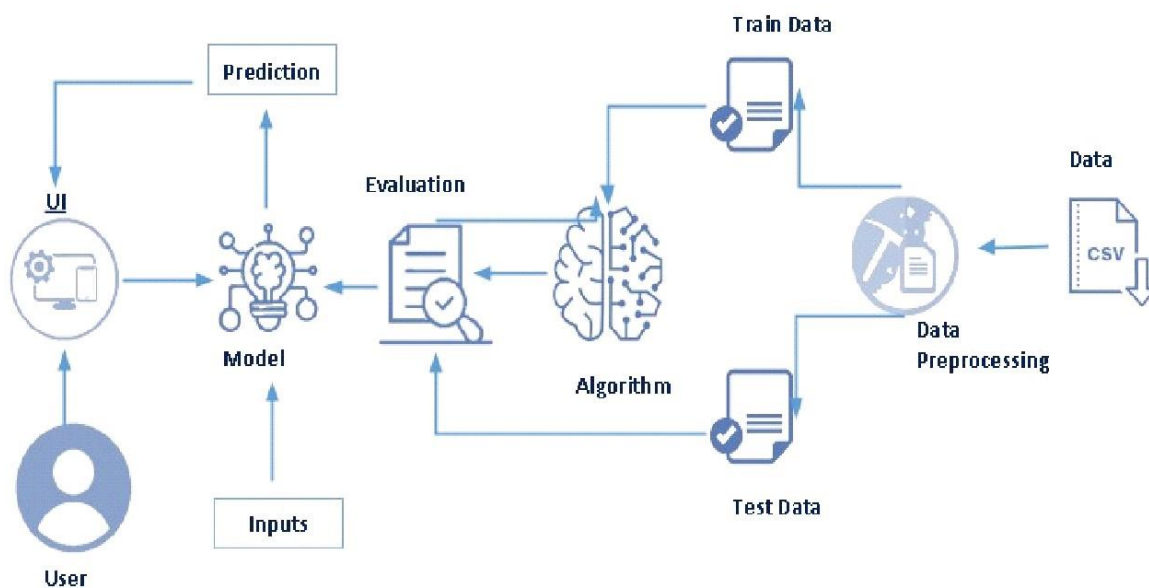 Train Data
Prediction
Data
Evaluation
UI
CSV
Data
Preprocessing
Model
Algorithm
Inputs
Test Data
User